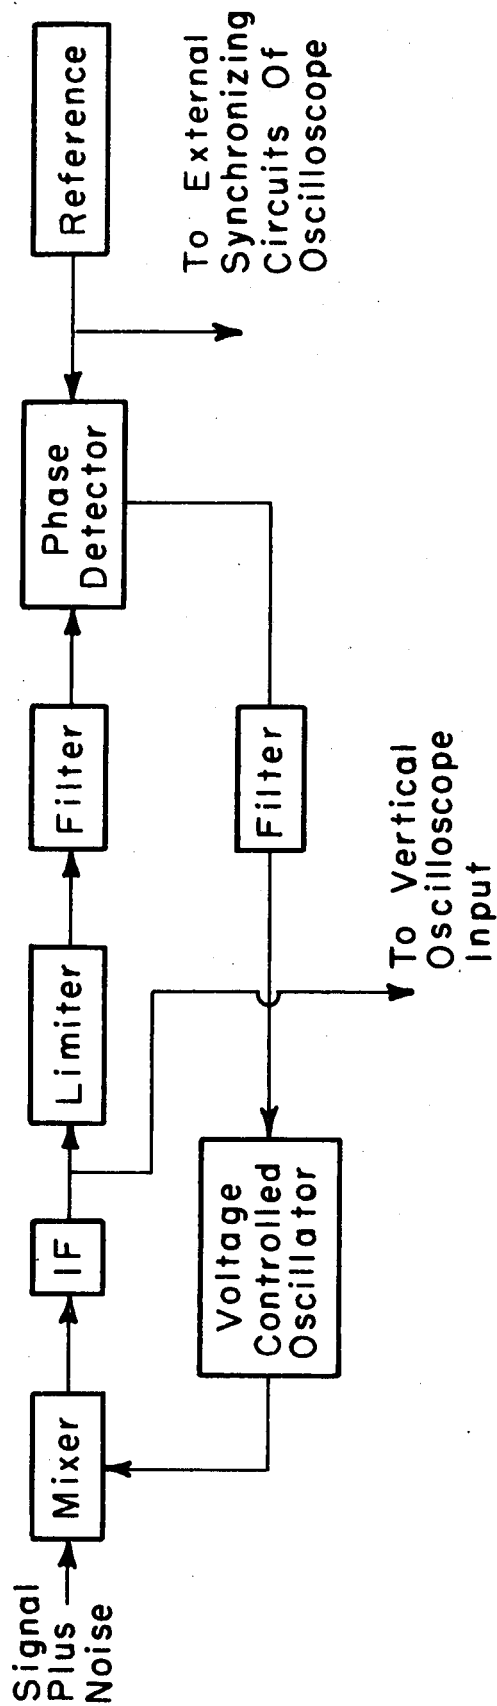 Signal
Plus
Noise
Mixer
IF
Limiter
Filter
Phase
Detector
Reference
To External
Synchronizing
Circuits Of
Oscilloscope
Voltage
Controlled
Oscillator
Filter
To Vertical
Oscilloscope
Input